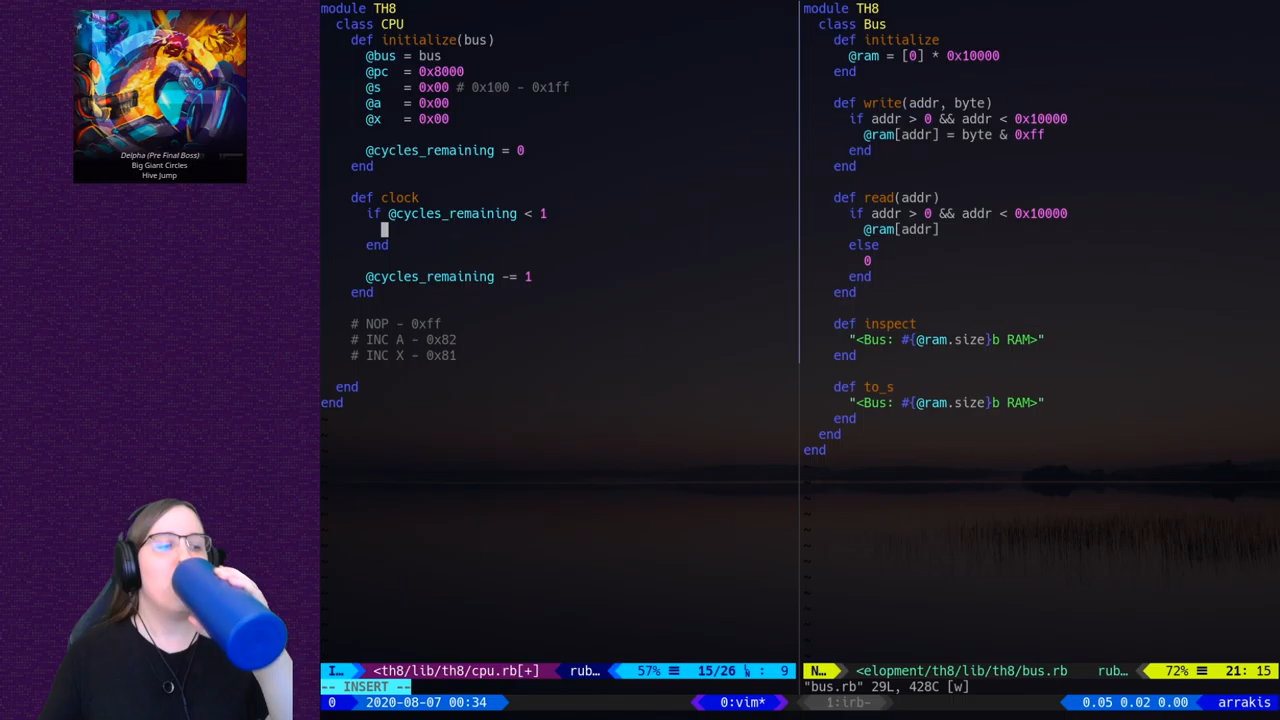 Delpha (Pre Final Boss)
Big Giant Circles
Hive Jump
module TH8
class CPU
def initialize(bus)
@bus = bus
@pc = 0x8000
@s = 0x00 # 0x100 - 0x1ff
@a = 0x00
@x = 0x00
@cycles_remaining = 0
end
def clock
if @cycles_remaining < 1
end
@cycles_remaining -= 1
end
# NOP - 0xff
# INC A - 0x82
# INC X - 0x81
end
end
I… <th8/lib/th8/cpu.rb[+] rub… 57% 15/26 : 9
-- INSERT --
module TH8
class Bus
def initialize
@ram = [0] * 0x10000
end
def write(addr, byte)
if addr > 0 && addr < 0x10000
@ram[addr] = byte & 0xff
end
end
def read(addr)
if addr > 0 && addr < 0x10000
@ram[addr]
else
0
end
end
def inspect
"<Bus: #{@ram.size}b RAM>"
end
def to_s
"<Bus: #{@ram.size}b RAM>"
end
end
end
N… <elopment/th8/lib/th8/bus.rb rub… 72% 21: 15
"bus.rb" 29L, 428C [w]
0 2020-08-07 00:34 0:vim* 1:irb- 0.05 0.02 0.00 arrakis